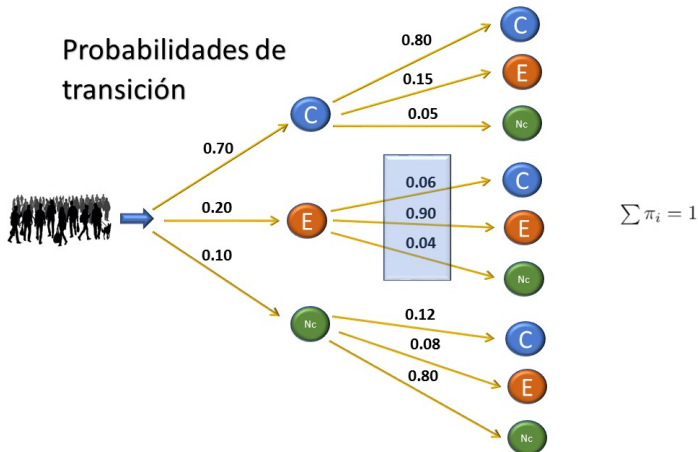 Probabilidades de
transición
0.70
0.20
0.10
C
E
Nc
0.80
0.15
0.05
C
E
Nc
0.06
0.90
0.04
C
E
Nc
0.12
0.08
0.80
C
E
Nc
∑ πᵢ = 1